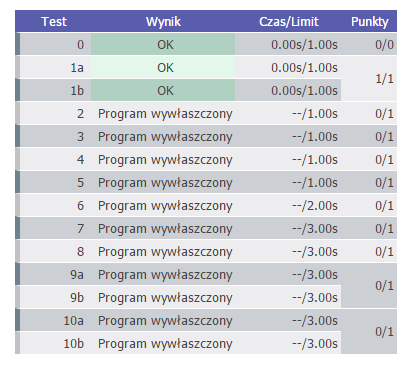 Test Wynik Czas/Limit Punkty
0 OK 0.00s/1.00s 0/0
1a OK 0.00s/1.00s 1/1
1b OK 0.00s/1.00s
2 Program wywłaszczony --/1.00s 0/1
3 Program wywłaszczony --/1.00s 0/1
4 Program wywłaszczony --/1.00s 0/1
5 Program wywłaszczony --/1.00s 0/1
6 Program wywłaszczony --/2.00s 0/1
7 Program wywłaszczony --/3.00s 0/1
8 Program wywłaszczony --/3.00s 0/1
9a Program wywłaszczony --/3.00s 0/1
9b Program wywłaszczony --/3.00s
10a Program wywłaszczony --/3.00s 0/1
10b Program wywłaszczony --/3.00s